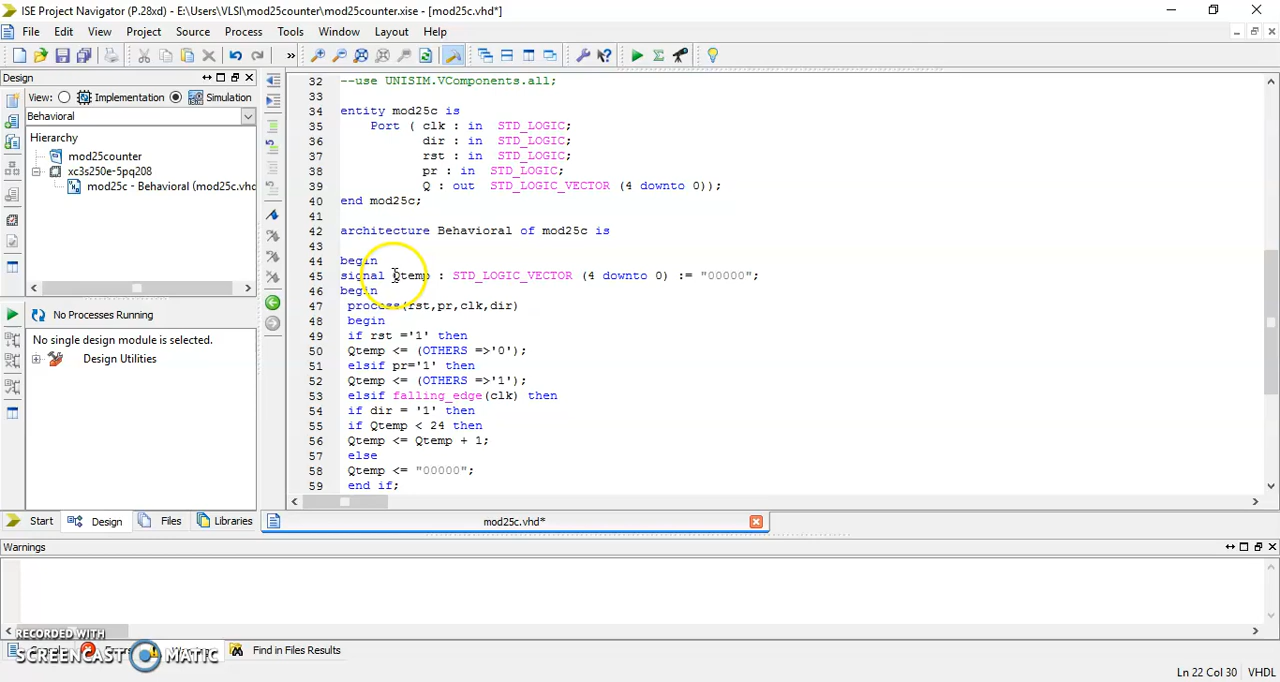 ISE Project Navigator (P.28xd) - E:\Users\VLSI\mod25counter\mod25counter.xise - [mod25c.vhd*]
File Edit View Project Source Process Tools Window Layout Help
Design
View: Implementation Simulation
Behavioral
Hierarchy
mod25counter
xc3s250e-5pq208
mod25c - Behavioral (mod25c.vhd
No Processes Running
No single design module is selected.
Design Utilities
32 --use UNISIM.VComponents.all;
33
34 entity mod25c is
35 Port ( clk : in STD_LOGIC;
36 dir : in STD_LOGIC;
37 rst : in STD_LOGIC;
38 pr : in STD_LOGIC;
39 Q : out STD_LOGIC_VECTOR (4 downto 0));
40 end mod25c;
41
42 architecture Behavioral of mod25c is
43
44 begin
45 signal Qtemp : STD_LOGIC_VECTOR (4 downto 0) := "00000";
46 begin
47 process(rst,pr,clk,dir)
48 begin
49 if rst ='1' then
50 Qtemp <= (OTHERS =>'0');
51 elsif pr='1' then
52 Qtemp <= (OTHERS =>'1');
53 elsif falling_edge(clk) then
54 if dir = '1' then
55 if Qtemp < 24 then
56 Qtemp <= Qtemp + 1;
57 else
58 Qtemp <= "00000";
59 end if;
Start Design Files Libraries
mod25c.vhd*
Warnings
RECORDED WITH
SCREENCAST MATIC
Find in Files Results
Ln 22 Col 30 VHDL